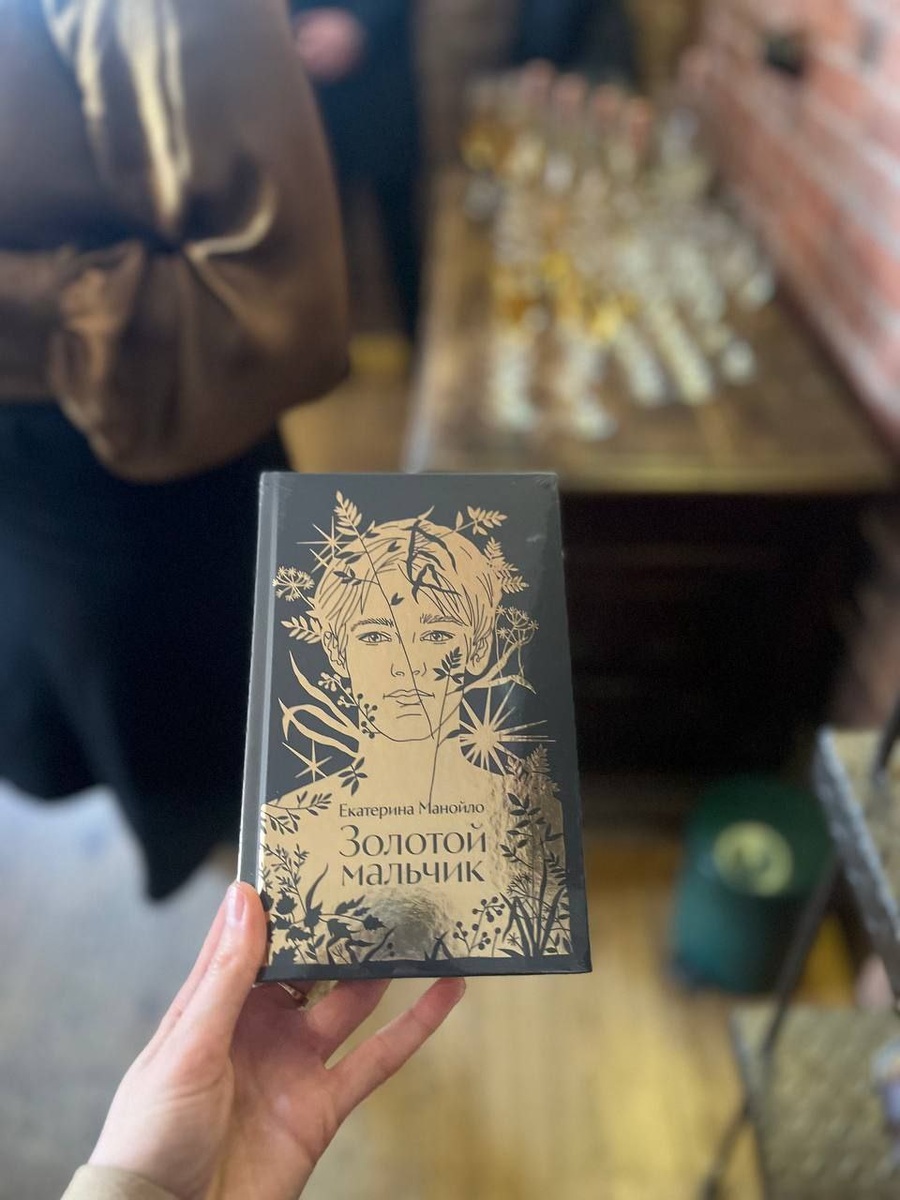 Екатерина Манойло
Золотой
мальчик